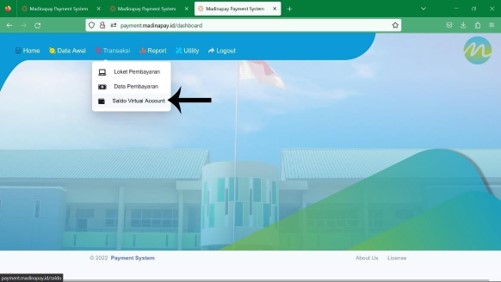 Madinapay Payment System
Madinapay Payment System
Madinapay Payment System
payment.madinapay.id/dashboard
Home Data Awal Transaksi Report Utility Logout
Loket Pembayaran
Data Pembayaran
Saldo Virtual Account
© 2022 Payment System
About Us License
payment.madinapay.id/saldo